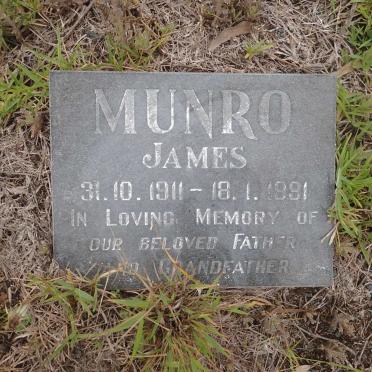 MUNRO
JAMES
31.10.1911 - 18.1.1991
IN LOVING MEMORY OF
OUR BELOVED FATHER
AND GRANDFATHER